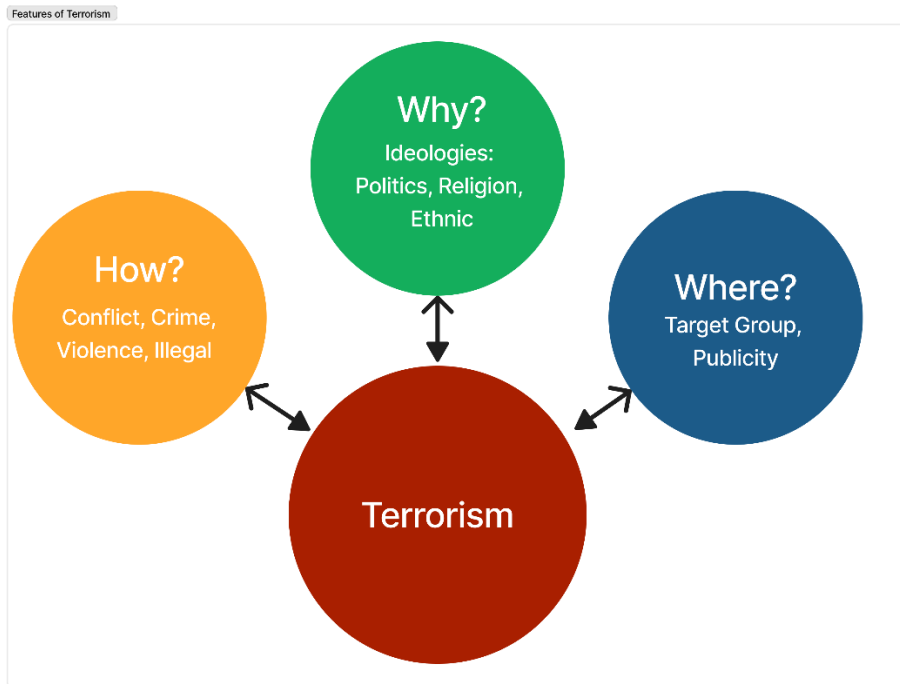 Features of Terrorism
Why?
Ideologies:
Politics, Religion,
Ethnic
How?
Conflict, Crime,
Violence, Illegal
Where?
Target Group,
Publicity
Terrorism